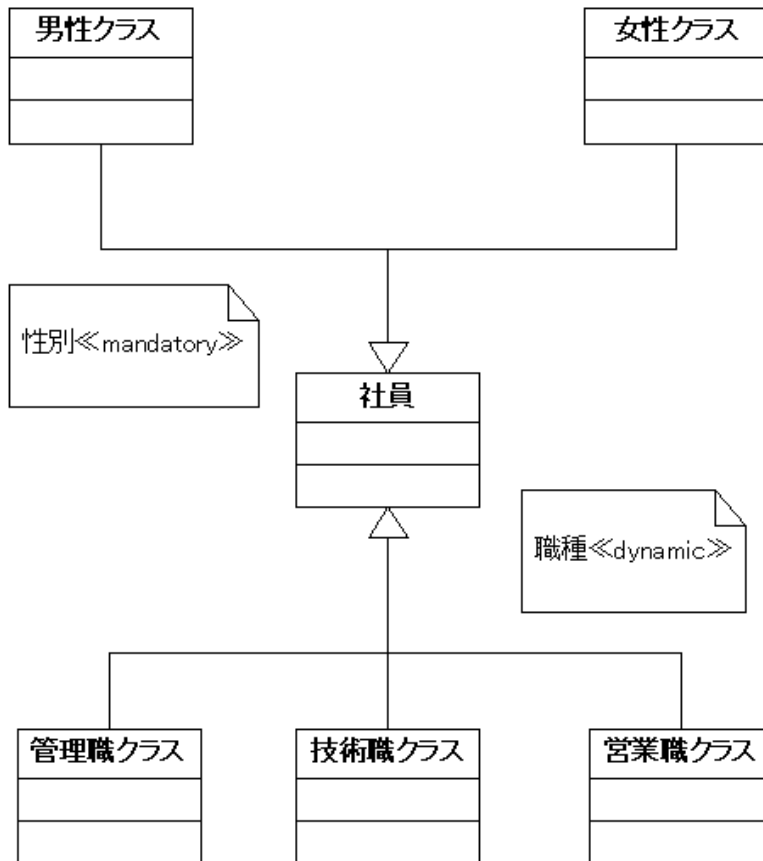 男性クラス
女性クラス
性別≪mandatory≫
社員
職種≪dynamic≫
管理職クラス
技術職クラス
営業職クラス